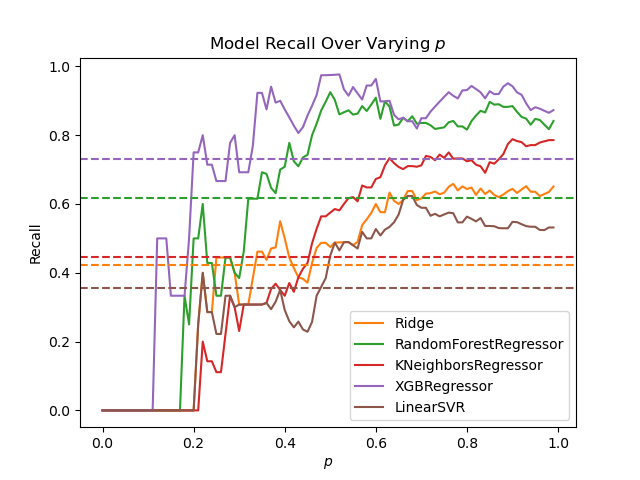 Model Recall Over Varying p
Recall
1.0
0.8
0.6
0.4
0.2
0.0
0.0 0.2 0.4 0.6 0.8 1.0
p
Ridge
RandomForestRegressor
KNeighborsRegressor
XGBRegressor
LinearSVR